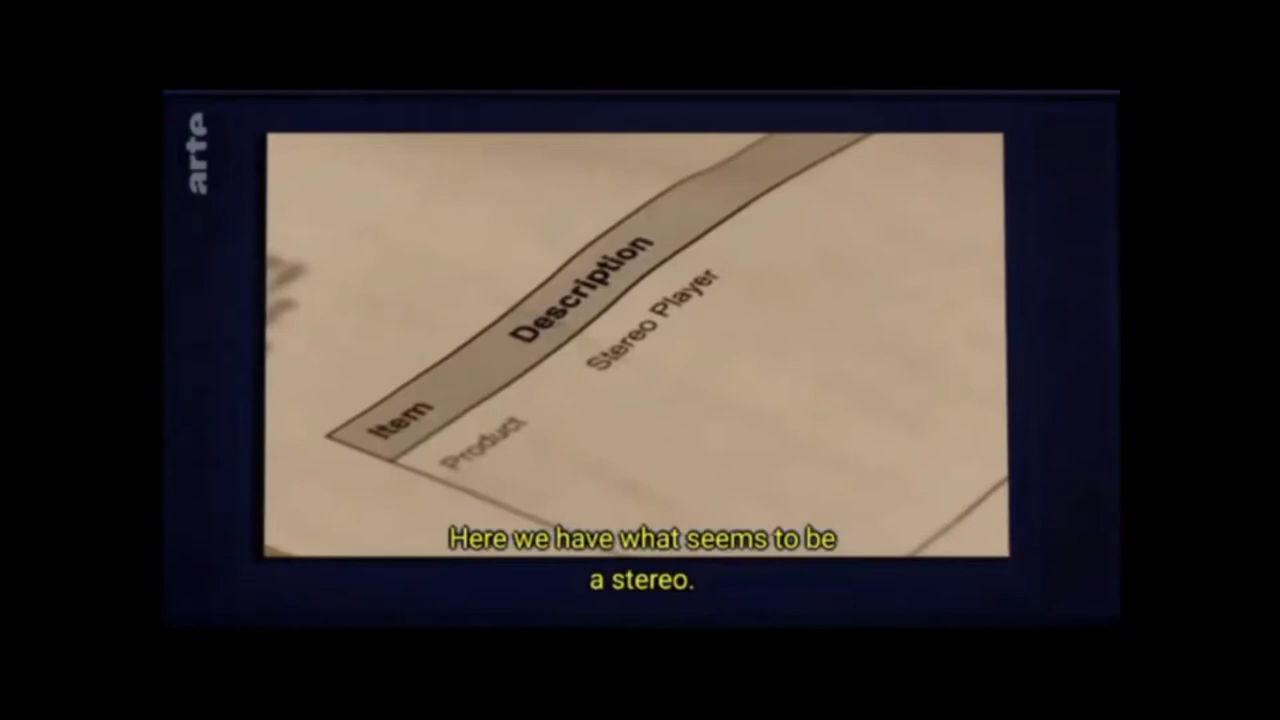 arte
Item Description
Product Stereo Player
Here we have what seems to be
a stereo.